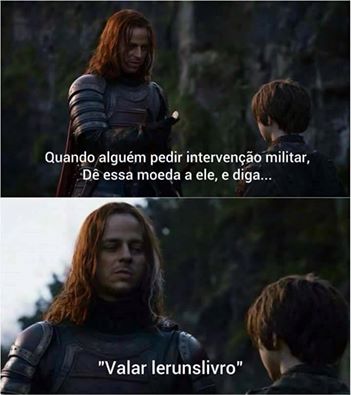 Quando alguém pedir intervenção militar,
Dê essa moeda a ele, e diga...
"Valar lerunslivro"